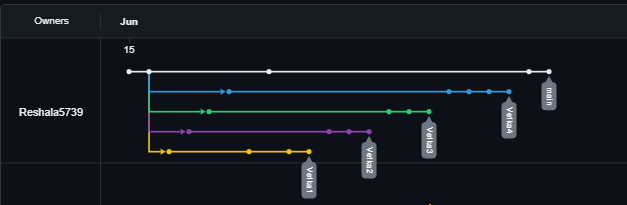 Owners
Jun
15
Reshala5739
main
Vetka4
Vetka3
Vetka2
Vetka1